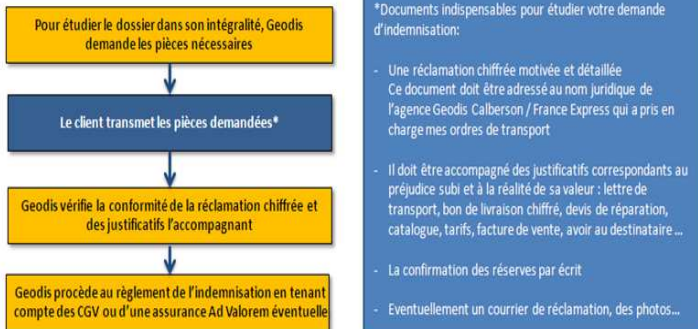 Pour étudier le dossier dans son intégralité, Geodis
demande les pièces nécessaires
Le client transmet les pièces demandées*
Geodis vérifie la conformité de la réclamation chiffrée et
des justificatifs l'accompagnant
Geodis procède au règlement de l'indemnisation en tenant
compte des CGV ou d'une assurance Ad Valorem éventuelle
*Documents indispensables pour étudier votre demande
d'indemnisation:
- Une réclamation chiffrée motivée et détaillée
Ce document doit être adressé au nom juridique de
l'agence Geodis Calberson / France Express qui a pris en
charge mes ordres de transport
- Il doit être accompagné des justificatifs correspondants au
préjudice subi et à la réalité de sa valeur : lettre de
transport, bon de livraison chiffré, devis de réparation,
catalogue, tarifs, facture de vente, avoir au destinataire ...
- La confirmation des réserves par écrit
- Eventuellement un courrier de réclamation, des photos...